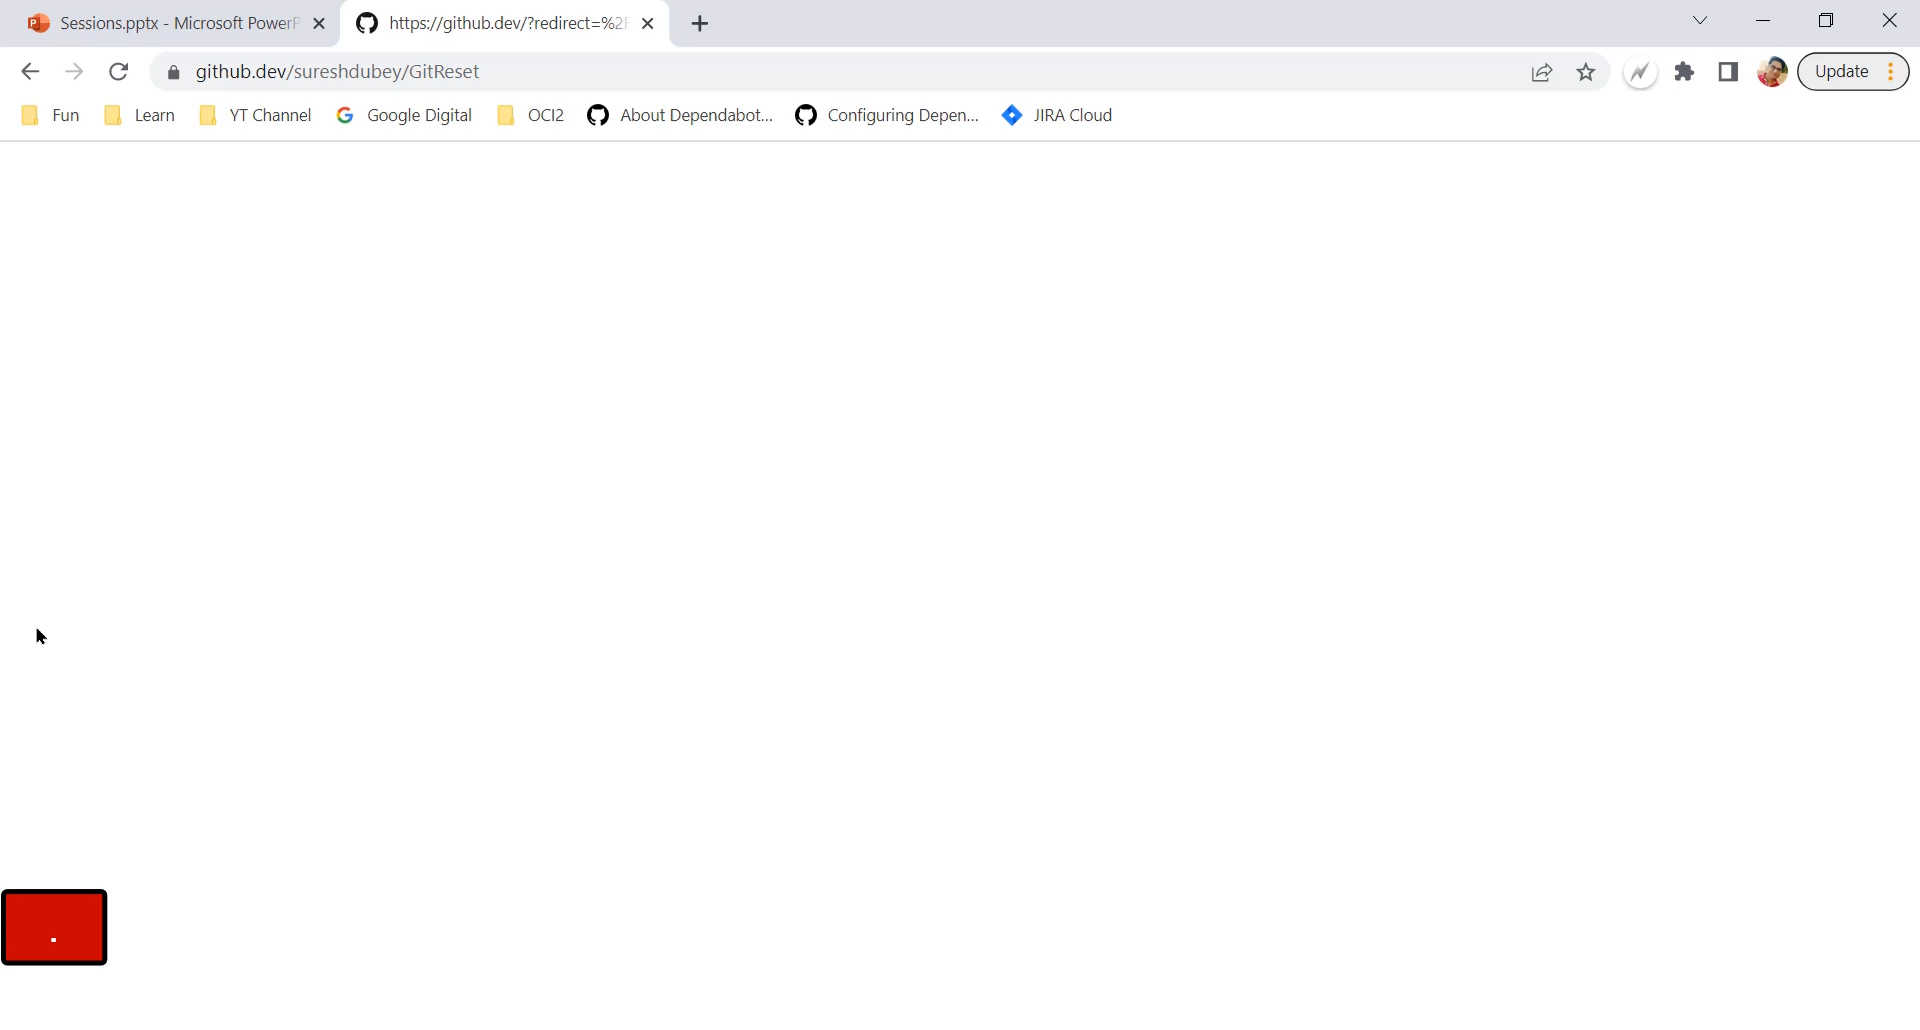 Sessions.pptx - Microsoft PowerP
https://github.dev/?redirect=%2F
github.dev/sureshdubey/GitReset
Update
Fun
Learn
YT Channel
Google Digital
OCI2
About Dependabot...
Configuring Depen...
JIRA Cloud
.